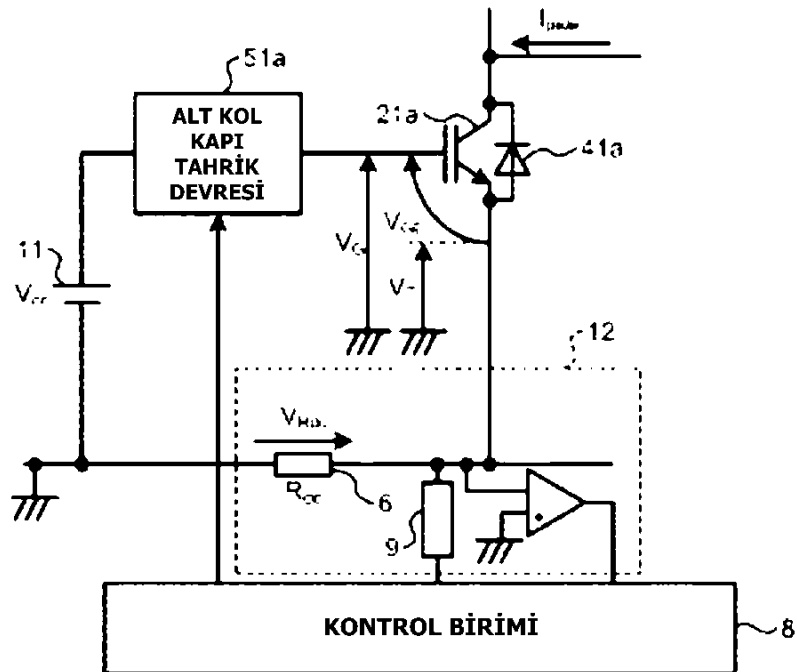 51a
ALT KOL
KAPI
TAHRİK
DEVRESİ
21a
41a
11
12
6
9
KONTROL BİRİMİ
8